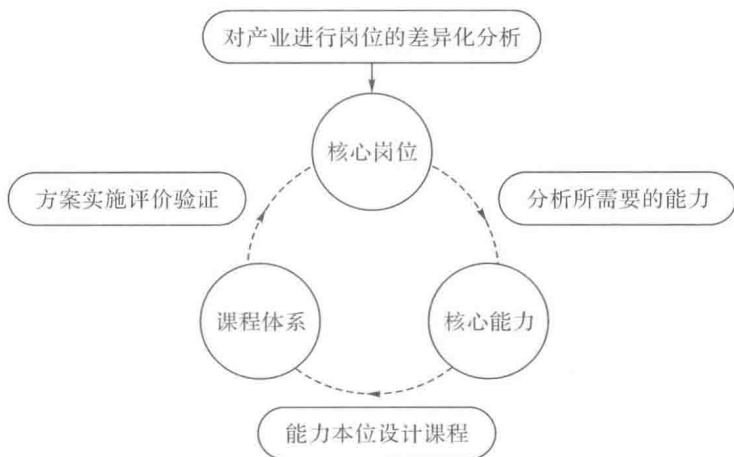 对产业进行岗位的差异化分析
核心岗位
方案实施评价验证
分析所需要的能力
课程体系
核心能力
能力本位设计课程